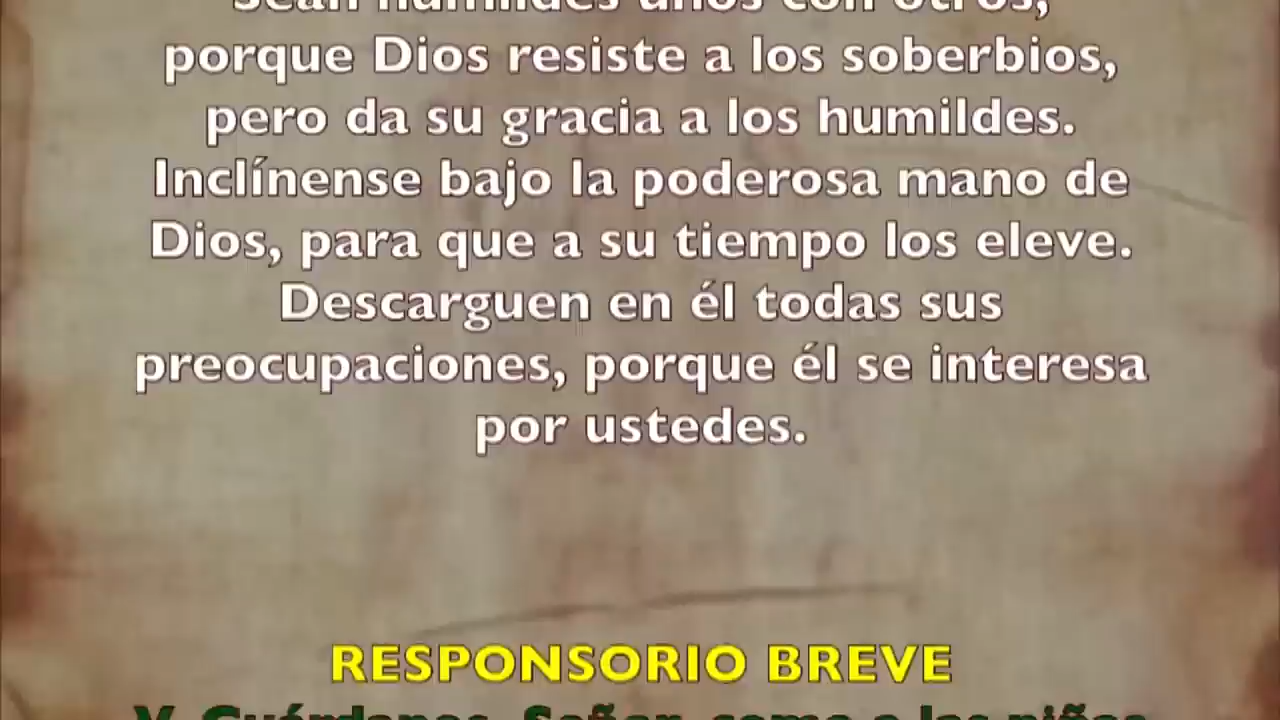 Sean humildes unos con otros,
porque Dios resiste a los soberbios,
pero da su gracia a los humildes.
Inclínense bajo la poderosa mano de
Dios, para que a su tiempo los eleve.
Descarguen en él todas sus
preocupaciones, porque él se interesa
por ustedes.
RESPONSORIO BREVE
V. Guárdanos, Señor, como a las niñas